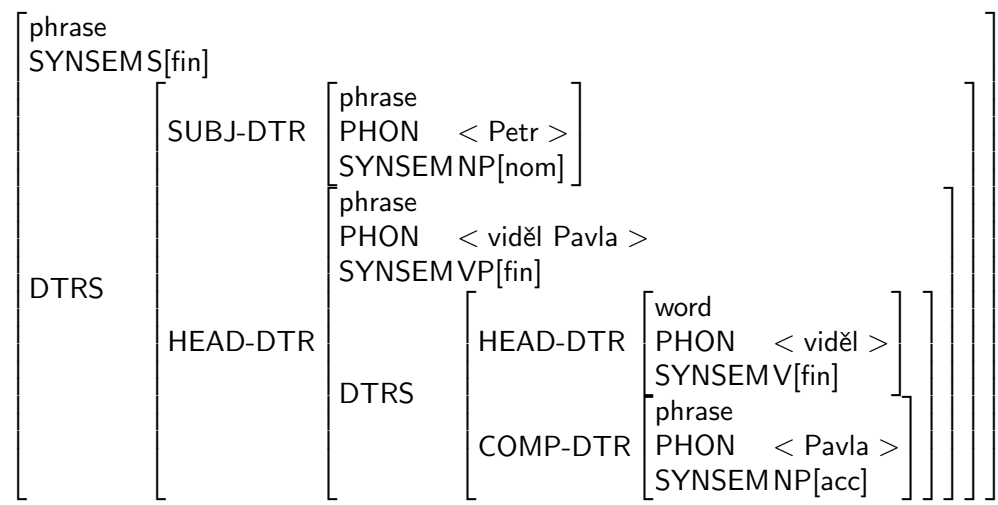 phrase
SYNSEM S[fin]
phrase
SUBJ-DTR PHON < Petr >
SYNSEM NP[nom]
phrase
PHON < viděl Pavla >
SYNSEM VP[fin]
DTRS
word
HEAD-DTR HEAD-DTR PHON < viděl >
SYNSEM V[fin]
DTRS
phrase
COMP-DTR PHON < Pavla >
SYNSEM NP[acc]